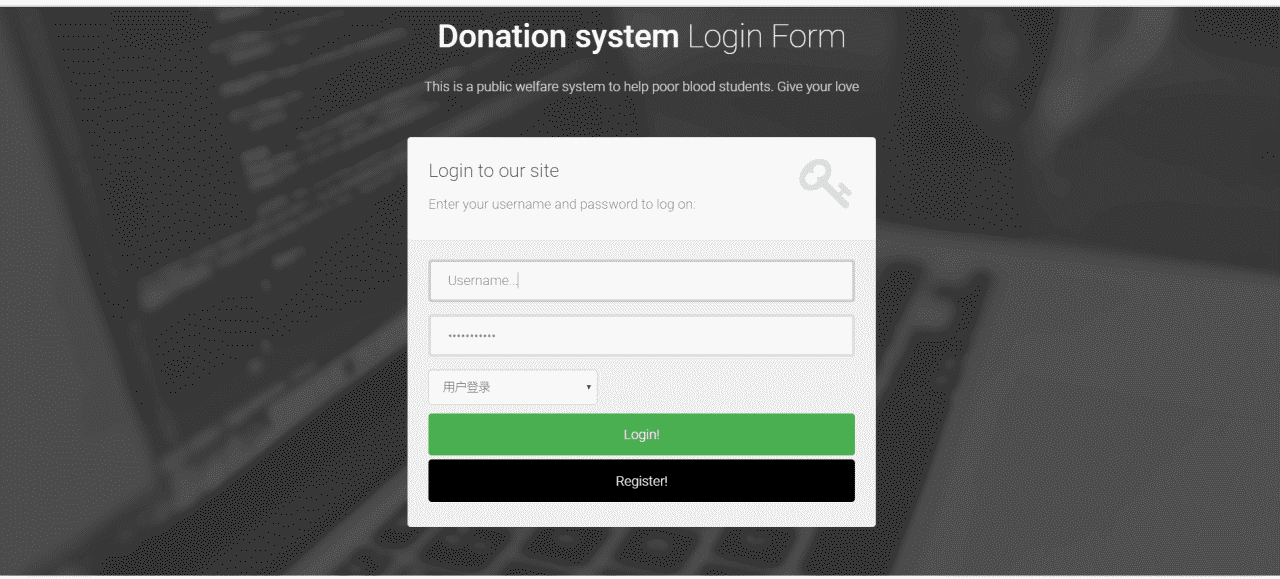 Donation system Login Form
This is a public welfare system to help poor blood students. Give your love
Login to our site
Enter your username and password to log on:
Username...
•••••••••••
用户登录
Login!
Register!